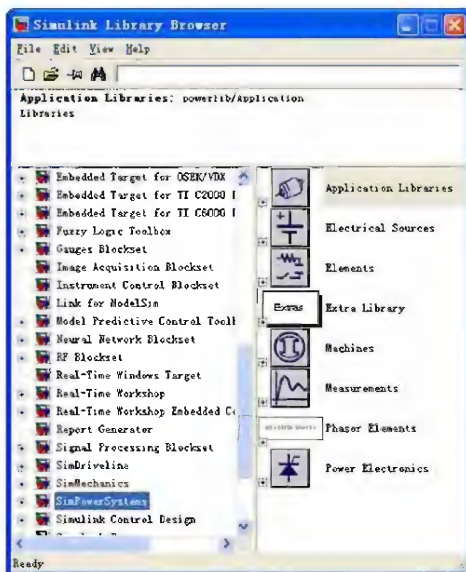 Simulink Library Browser
File Edit View Help
Application Libraries: powerlib/Application
Libraries
Embedded Target for OSEK/VDX
Embedded Target for TI C2000
Embedded Target for TI C6000
Fuzzy Logic Toolbox
Gauges Blockset
Image Acquisition Blockset
Instrument Control Blockset
Link for ModelSim
Model Predictive Control Toolb
Neural Network Blockset
RF Blockset
Real-Time Windows Target
Real-Time Workshop
Real-Time Workshop Embedded C
Report Generator
Signal Processing Blockset
SimDriveline
SimMechanics
SimPowerSystems
Simulink Control Design
Application Libraries
Electrical Sources
Elements
Extras
Extra Library
Machines
Measurements
Phasor Elements
Power Electronics
Ready